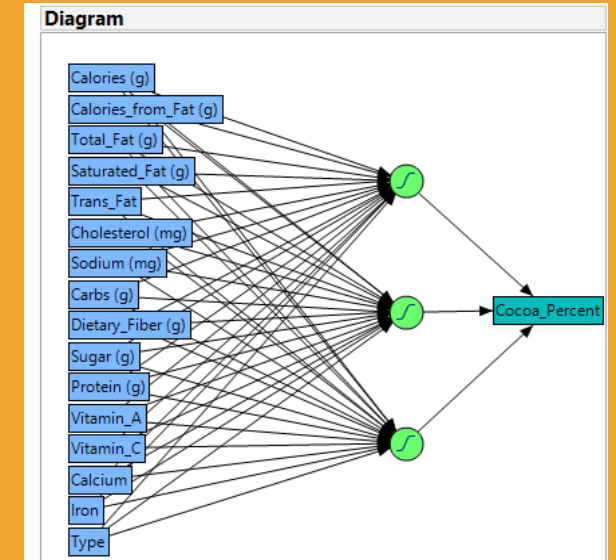 Diagram
Calories (g)
Calories_from_Fat (g)
Total_Fat (g)
Saturated_Fat (g)
Trans_Fat
Cholesterol (mg)
Sodium (mg)
Carbs (g)
Dietary_Fiber (g)
Sugar (g)
Protein (g)
Vitamin_A
Vitamin_C
Calcium
Iron
Type
Cocoa_Percent